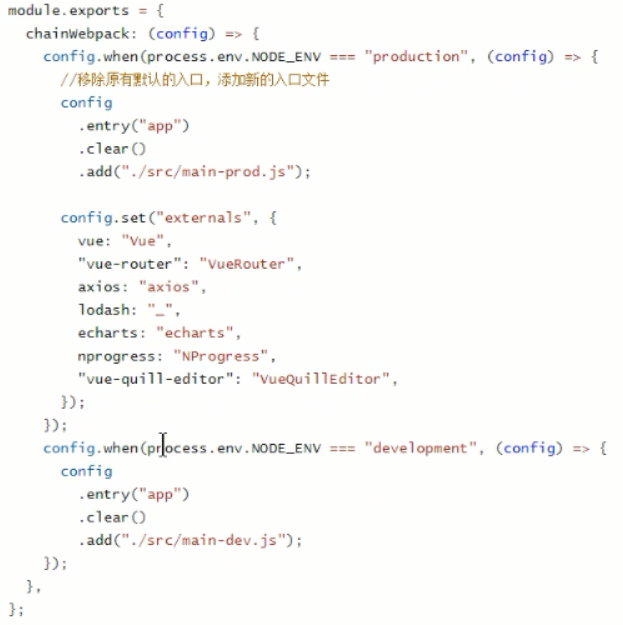 module.exports = {
  chainWebpack: (config) => {
    config.when(process.env.NODE_ENV === "production", (config) => {
      //移除原有默认的入口，添加新的入口文件
      config
        .entry("app")
        .clear()
        .add("./src/main-prod.js");

      config.set("externals", {
        vue: "Vue",
        "vue-router": "VueRouter",
        axios: "axios",
        lodash: "_",
        echarts: "echarts",
        nprogress: "NProgress",
        "vue-quill-editor": "VueQuillEditor",
      });
    });
    config.when(process.env.NODE_ENV === "development", (config) => {
      config
        .entry("app")
        .clear()
        .add("./src/main-dev.js");
    });
  },
};